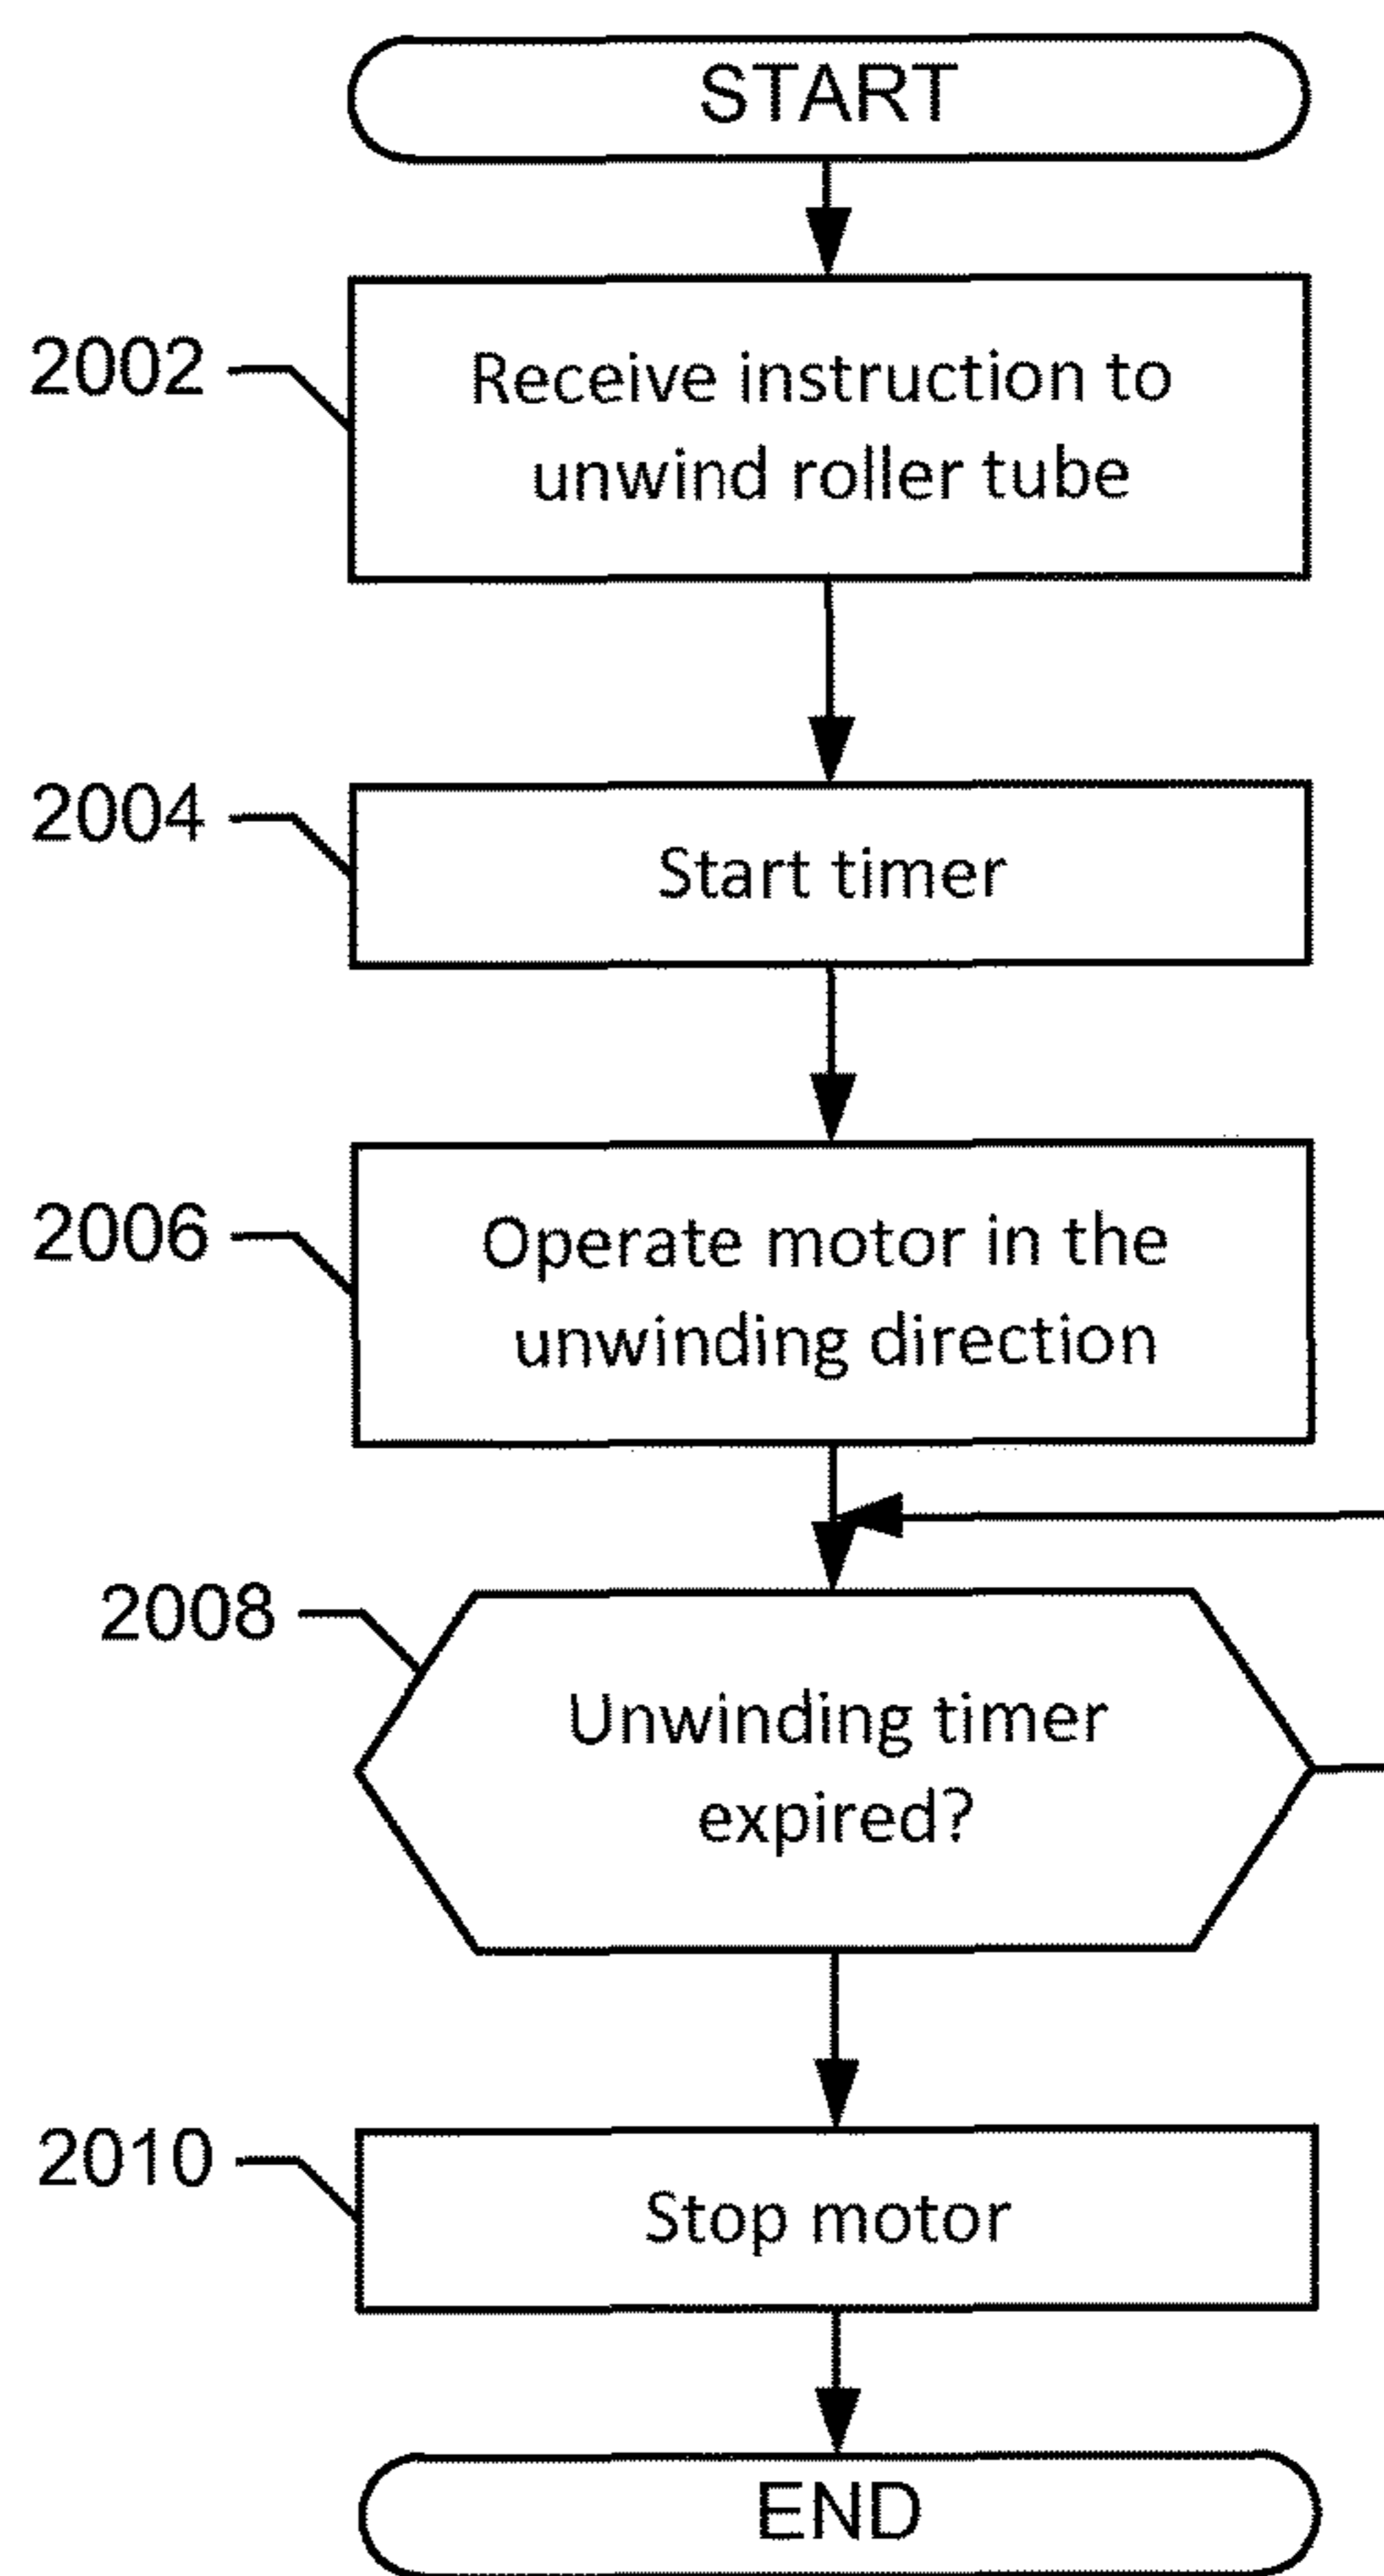 START
2002
Receive instruction to
unwind roller tube
2004
Start timer
2006
Operate motor in the
unwinding direction
2008
Unwinding timer
expired?
2010
Stop motor
END